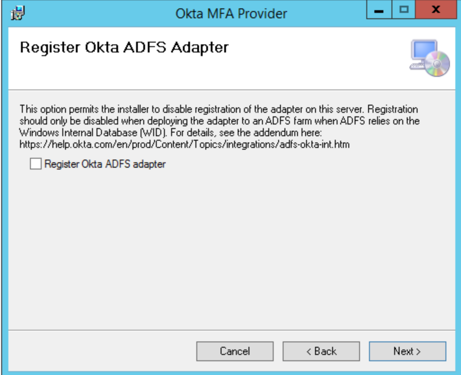 Okta MFA Provider
Register Okta ADFS Adapter
This option permits the installer to disable registration of the adapter on this server. Registration
should only be disabled when deploying the adapter to an ADFS farm when ADFS relies on the
Windows Internal Database (WID). For details, see the addendum here:
https://help.okta.com/en/prod/Content/Topics/integrations/adfs-okta-int.htm
Register Okta ADFS adapter
Cancel
< Back
Next >